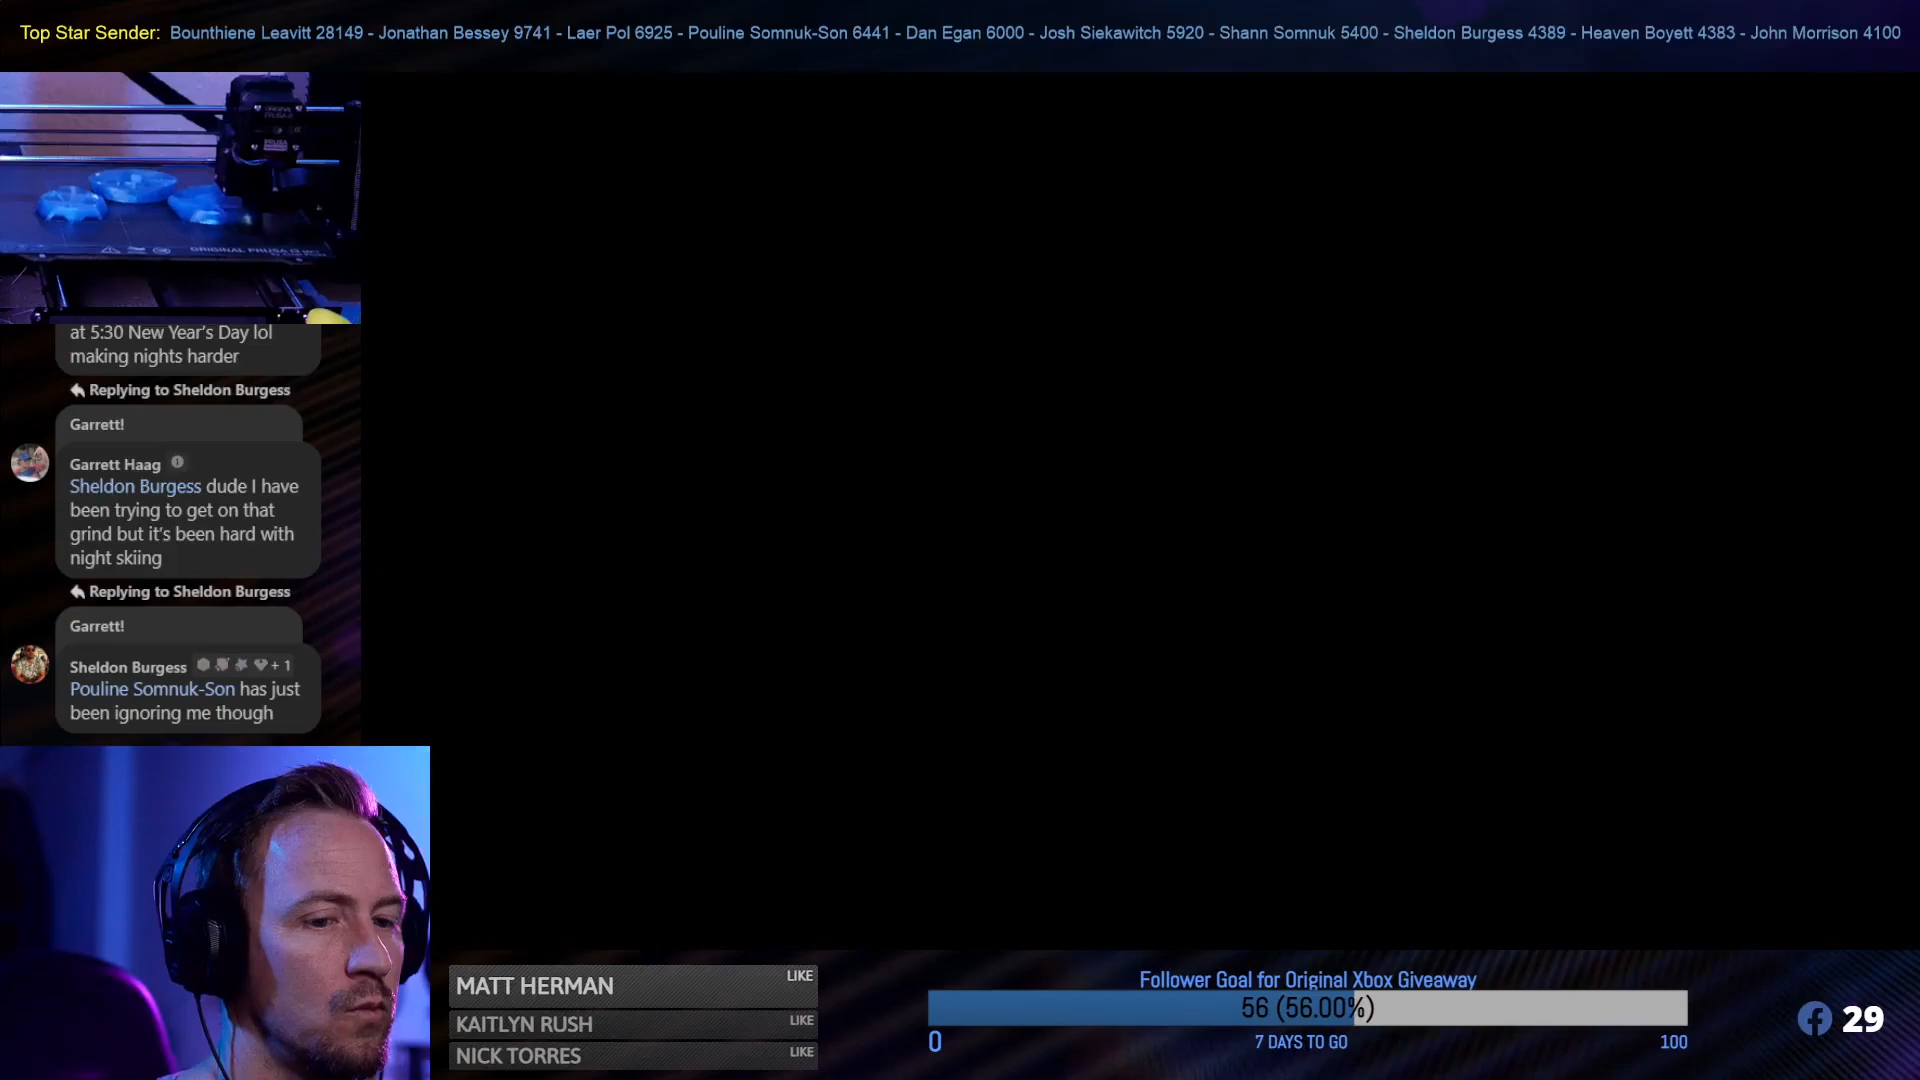 Top Star Sender: Bounthiene Leavitt 28149 - Jonathan Bessey 9741 - Laer Pol 6925 - Pouline Somnuk-Son 6441 - Dan Egan 6000 - Josh Siekawitch 5920 - Shann Somnuk 5400 - Sheldon Burgess 4389 - Heaven Boyett 4383 - John Morrison 4100
ORIGINAL
PRUSA
PRUSA
ORIGINAL PRUSA
at 5:30 New Year's Day lol
making nights harder
Replying to Sheldon Burgess
Garrett!
Garrett Haag
Sheldon Burgess dude I have
been trying to get on that
grind but it's been hard with
night skiing
Replying to Sheldon Burgess
Garrett!
Sheldon Burgess + 1
Pouline Somnuk-Son has just
been ignoring me though
MATT HERMAN LIKE
KAITLYN RUSH LIKE
NICK TORRES LIKE
Follower Goal for Original Xbox Giveaway
56 (56.00%)
0 7 DAYS TO GO 100
29